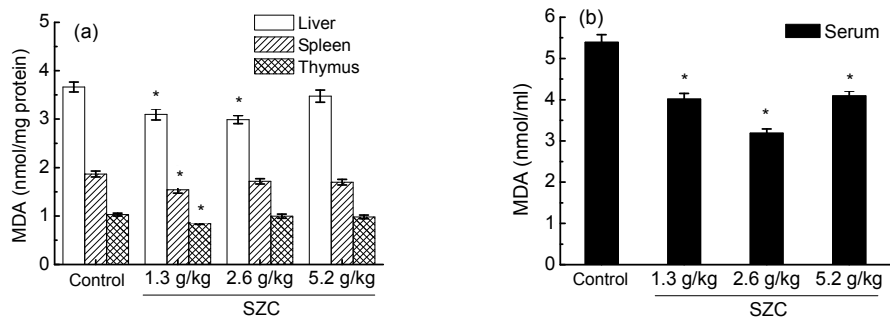 (a)
Liver
Spleen
Thymus
MDA (nmol/mg protein)
5
4
3
2
1
0
*
*
*
*
Control
1.3 g/kg 2.6 g/kg 5.2 g/kg
SZC
(b)
Serum
MDA (nmol/ml)
6
5
4
3
2
1
0
*
*
*
Control
1.3 g/kg 2.6 g/kg 5.2 g/kg
SZC